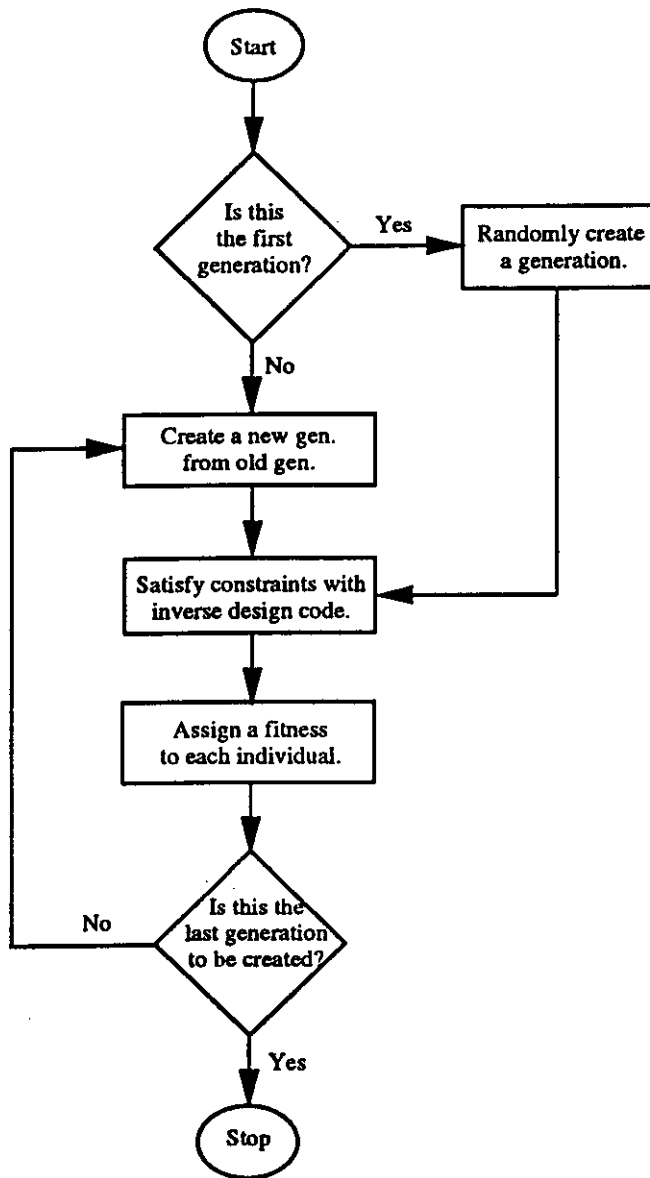 Start
Is this
the first
generation?
Yes
Randomly create
a generation.
No
Create a new gen.
from old gen.
Satisfy constraints with
inverse design code.
Assign a fitness
to each individual.
No
Is this the
last generation
to be created?
Yes
Stop